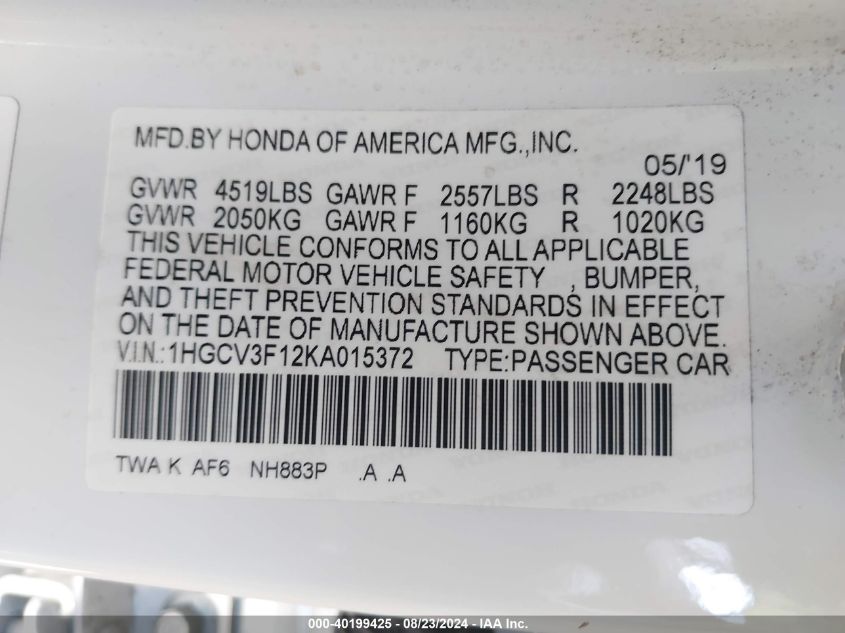 MFD.BY HONDA OF AMERICA MFG.,INC.
05/'19
GVWR 4519LBS GAWR F 2557LBS R 2248LBS
GVWR 2050KG GAWR F 1160KG R 1020KG
THIS VEHICLE CONFORMS TO ALL APPLICABLE
FEDERAL MOTOR VEHICLE SAFETY , BUMPER,
AND THEFT PREVENTION STANDARDS IN EFFECT
ON THE DATE OF MANUFACTURE SHOWN ABOVE.
V.I.N.:1HGCV3F12KA015372 TYPE:PASSENGER CAR
TWA K AF6 NH883P .A .A
000-40199425 - 08/23/2024 - IAA Inc.